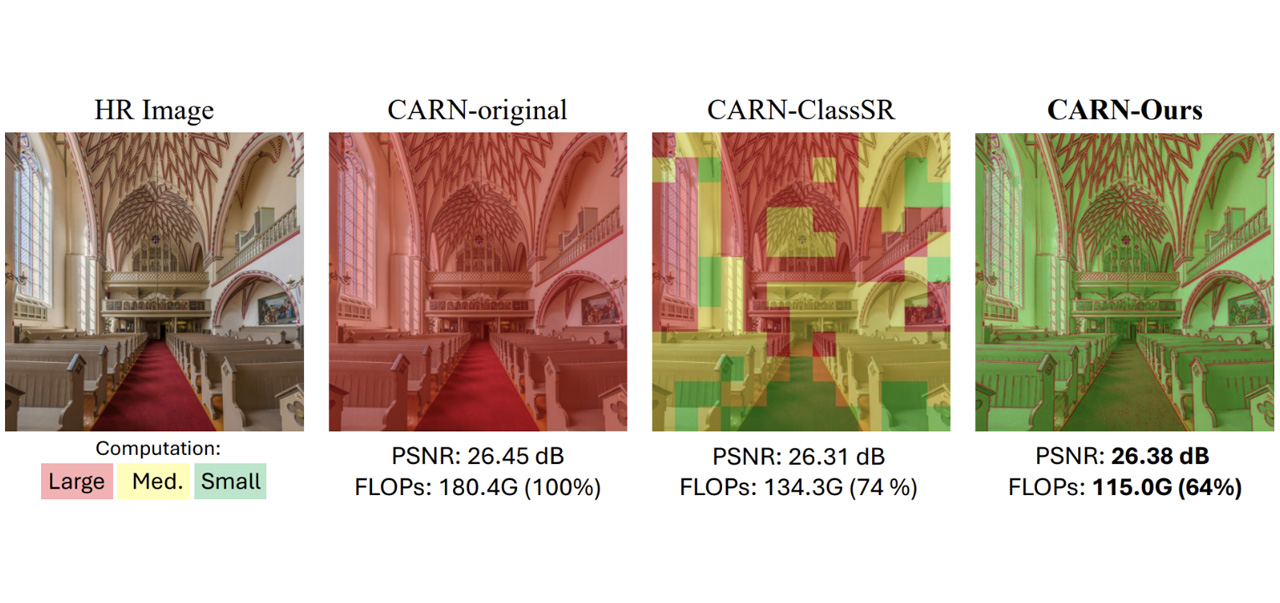 HR Image
CARN-original
CARN-ClassSR
CARN-Ours
Computation:
Large
Med.
Small
PSNR: 26.45 dB
FLOPs: 180.4G (100%)
PSNR: 26.31 dB
FLOPs: 134.3G (74 %)
PSNR: 26.38 dB
FLOPs: 115.0G (64%)